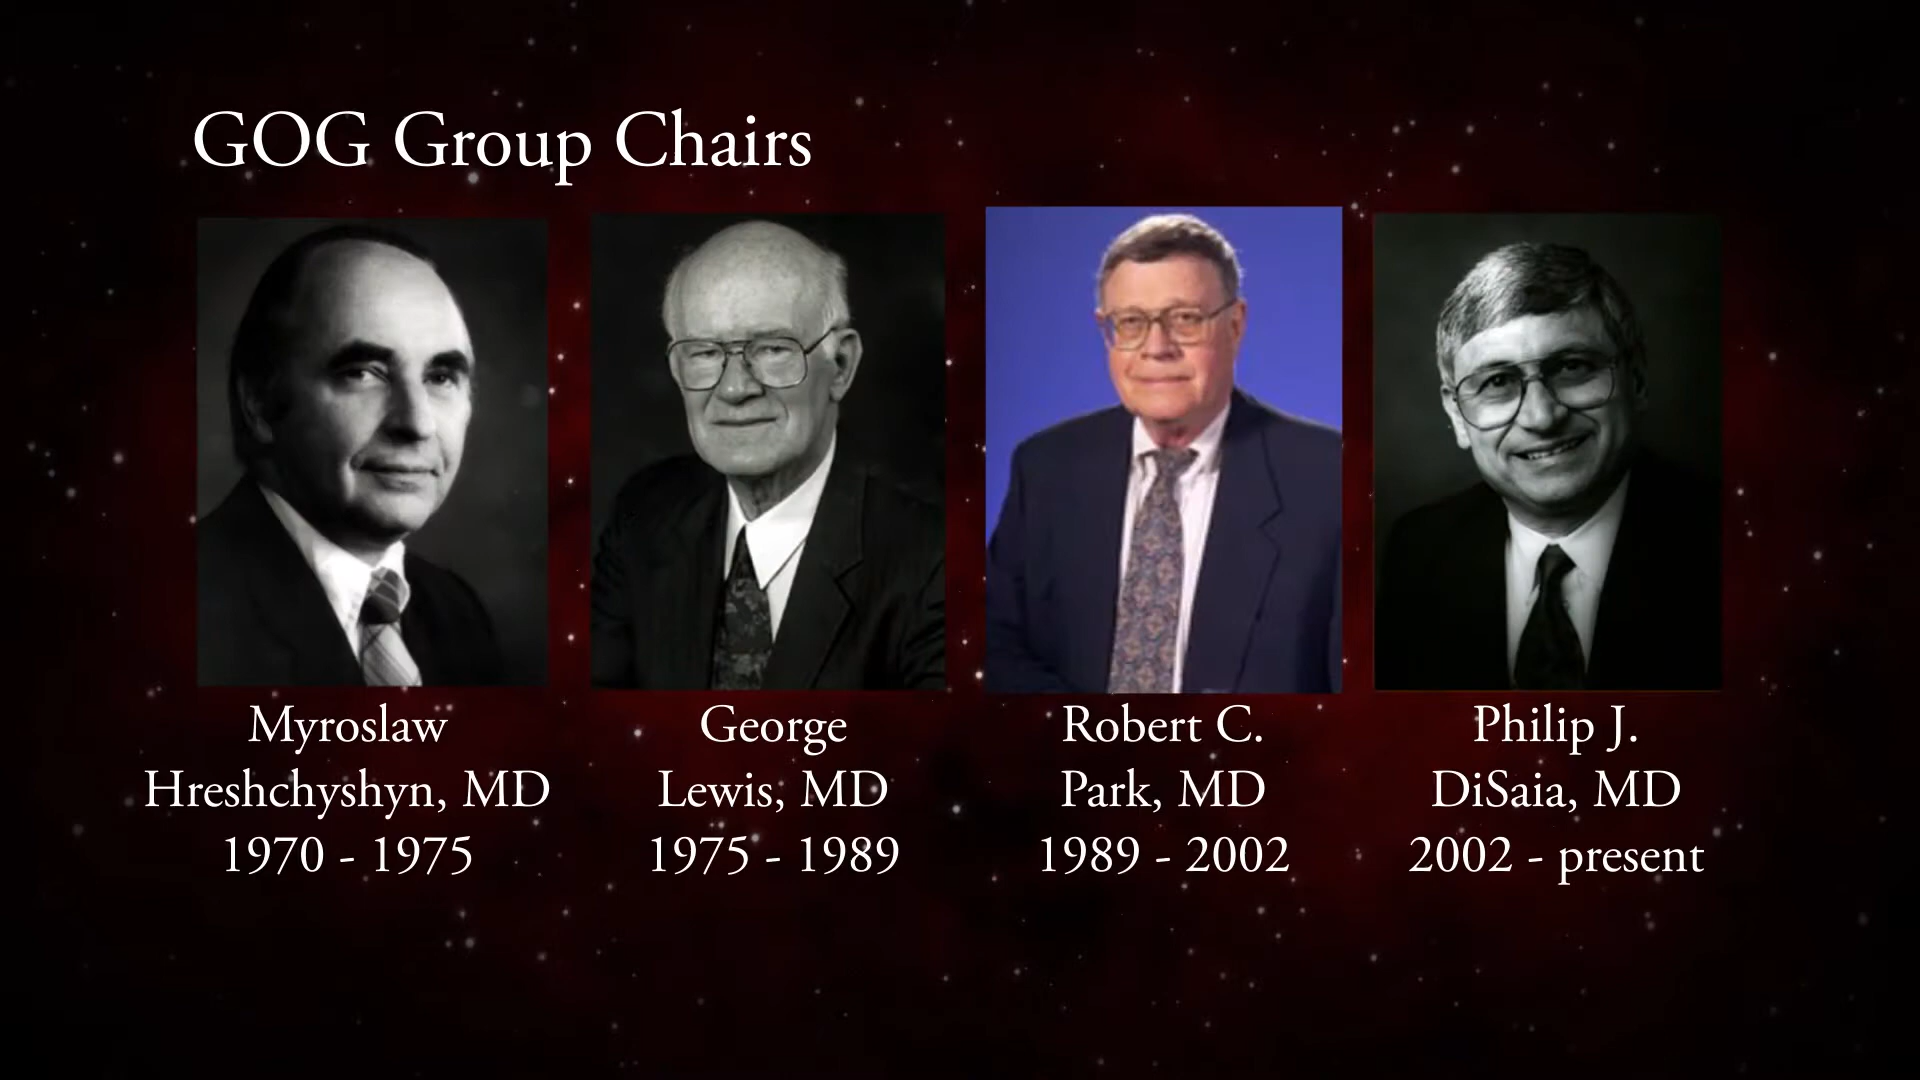 GOG Group Chairs
Myroslaw
Hreshchyshyn, MD
1970 - 1975
George
Lewis, MD
1975 - 1989
Robert C.
Park, MD
1989 - 2002
Philip J.
DiSaia, MD
2002 - present